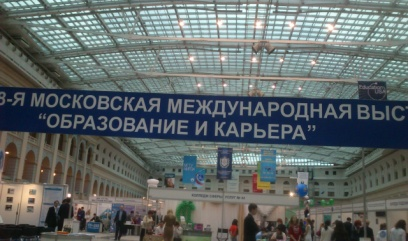 3-Я МОСКОВСКАЯ МЕЖДУНАРОДНАЯ ВЫСТ
“ОБРАЗОВАНИЕ И КАРЬЕРА”